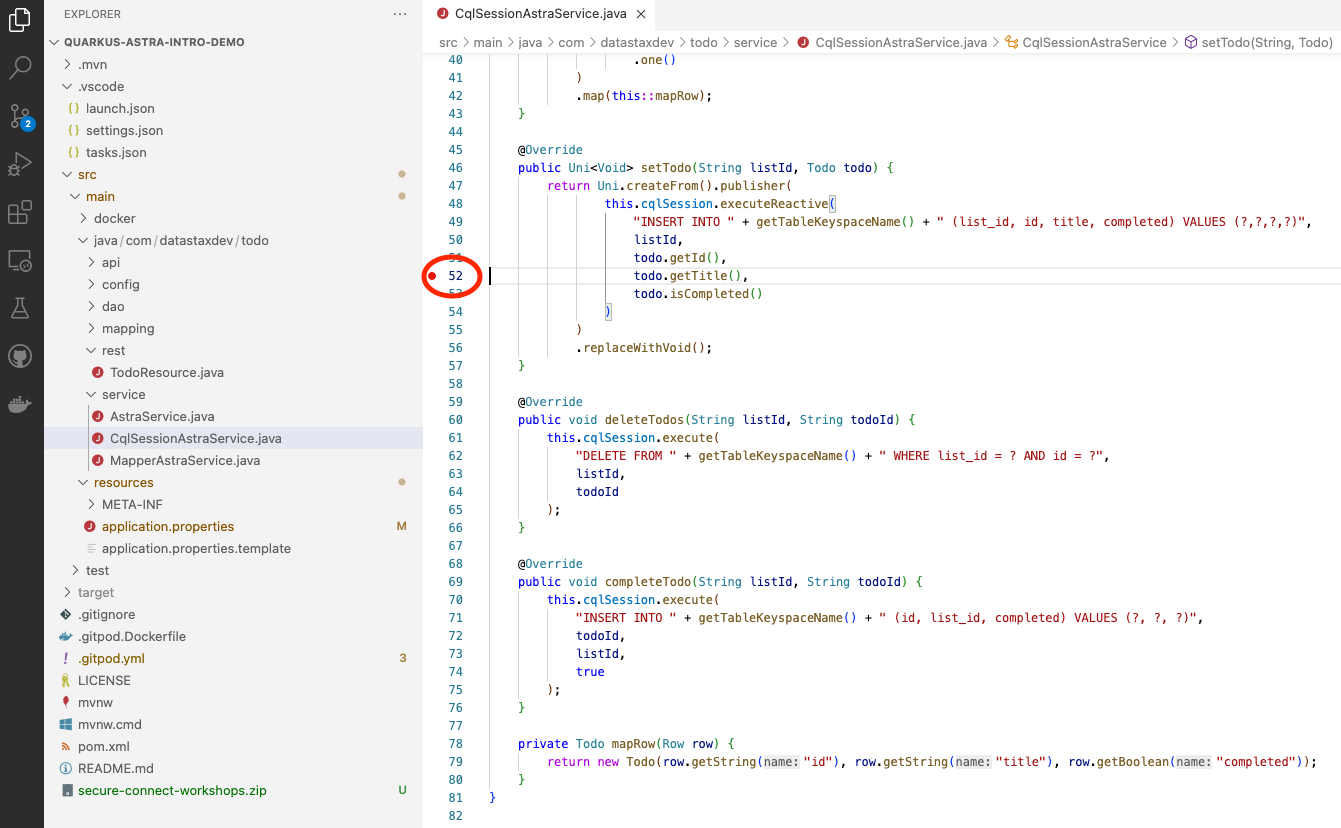 EXPLORER
QUARKUS-ASTRA-INTRO-DEMO
.mvn
.vscode
{} launch.json
{} settings.json
{} tasks.json
src
main
docker
java/com/datastaxdev/todo
api
config
dao
mapping
rest
J TodoResource.java
service
J AstraService.java
J CqlSessionAstraService.java
J MapperAstraService.java
resources
META-INF
J application.properties M
application.properties.template
test
target
.gitignore
.gitpod.Dockerfile
! .gitpod.yml 3
LICENSE
mvnw
mvnw.cmd
pom.xml
README.md
secure-connect-workshops.zip U
2
J CqlSessionAstraService.java ×
src > main > java > com > datastaxdev > todo > service > J CqlSessionAstraService.java > CqlSessionAstraService > setTodo(String, Todo)
40 .one()
41 )
42 .map(this::mapRow);
43 }
44
45 @Override
46 public Uni<Void> setTodo(String listId, Todo todo) {
47 return Uni.createFrom().publisher(
48 this.cqlSession.executeReactive(
49 "INSERT INTO " + getTableKeyspaceName() + " (list_id, id, title, completed) VALUES (?,?,?,?)",
50 listId,
51 todo.getId(),
52 todo.getTitle(),
53 todo.isCompleted()
54 )
55 )
56 .replaceWithVoid();
57 }
58
59 @Override
60 public void deleteTodos(String listId, String todoId) {
61 this.cqlSession.execute(
62 "DELETE FROM " + getTableKeyspaceName() + " WHERE list_id = ? AND id = ?",
63 listId,
64 todoId
65 );
66 }
67
68 @Override
69 public void completeTodo(String listId, String todoId) {
70 this.cqlSession.execute(
71 "INSERT INTO " + getTableKeyspaceName() + " (id, list_id, completed) VALUES (?, ?, ?)",
72 todoId,
73 listId,
74 true
75 );
76 }
77
78 private Todo mapRow(Row row) {
79 return new Todo(row.getString(name: "id"), row.getString(name: "title"), row.getBoolean(name: "completed"));
80 }
81 }
82